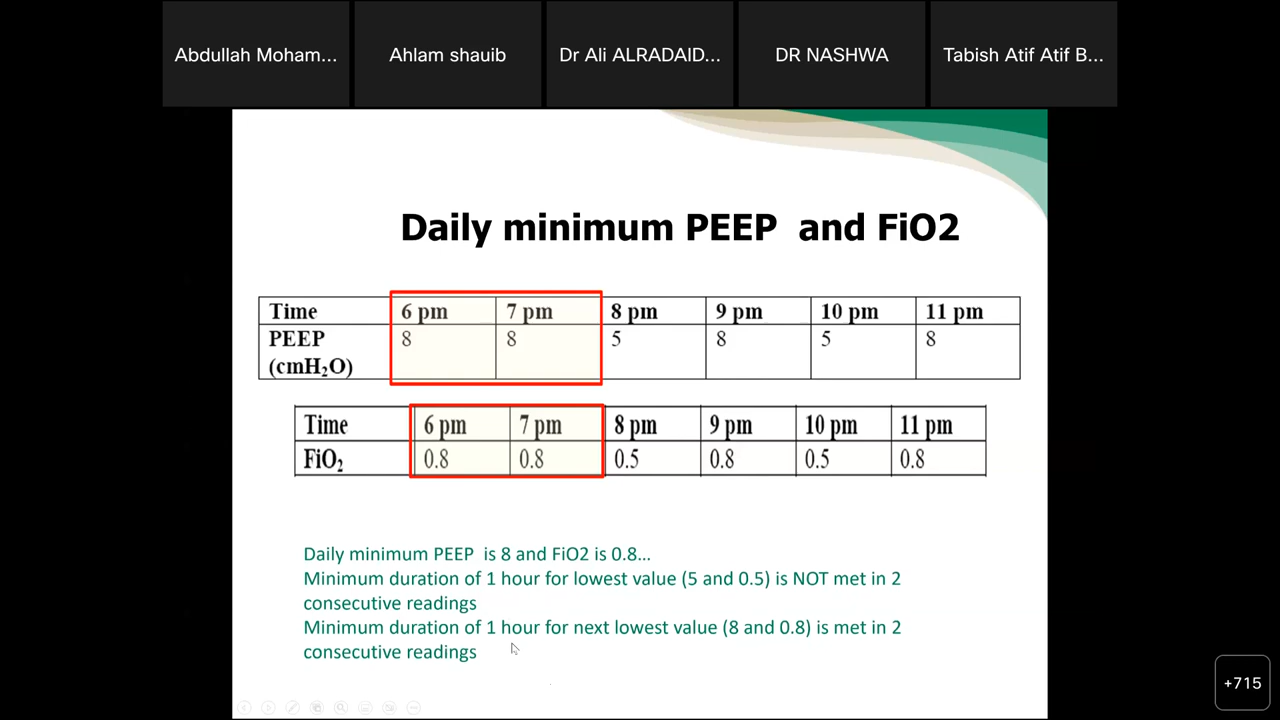 Abdullah Moham... Ahlam shauib Dr Ali ALRADAID... DR NASHWA Tabish Atif Atif B...
Daily minimum PEEP and FiO2
Time 6 pm 7 pm 8 pm 9 pm 10 pm 11 pm
PEEP 8 8 5 8 5 8
(cmH₂O)
Time 6 pm 7 pm 8 pm 9 pm 10 pm 11 pm
FiO₂ 0.8 0.8 0.5 0.8 0.5 0.8
Daily minimum PEEP is 8 and FiO2 is 0.8...
Minimum duration of 1 hour for lowest value (5 and 0.5) is NOT met in 2
consecutive readings
Minimum duration of 1 hour for next lowest value (8 and 0.8) is met in 2
consecutive readings
+715